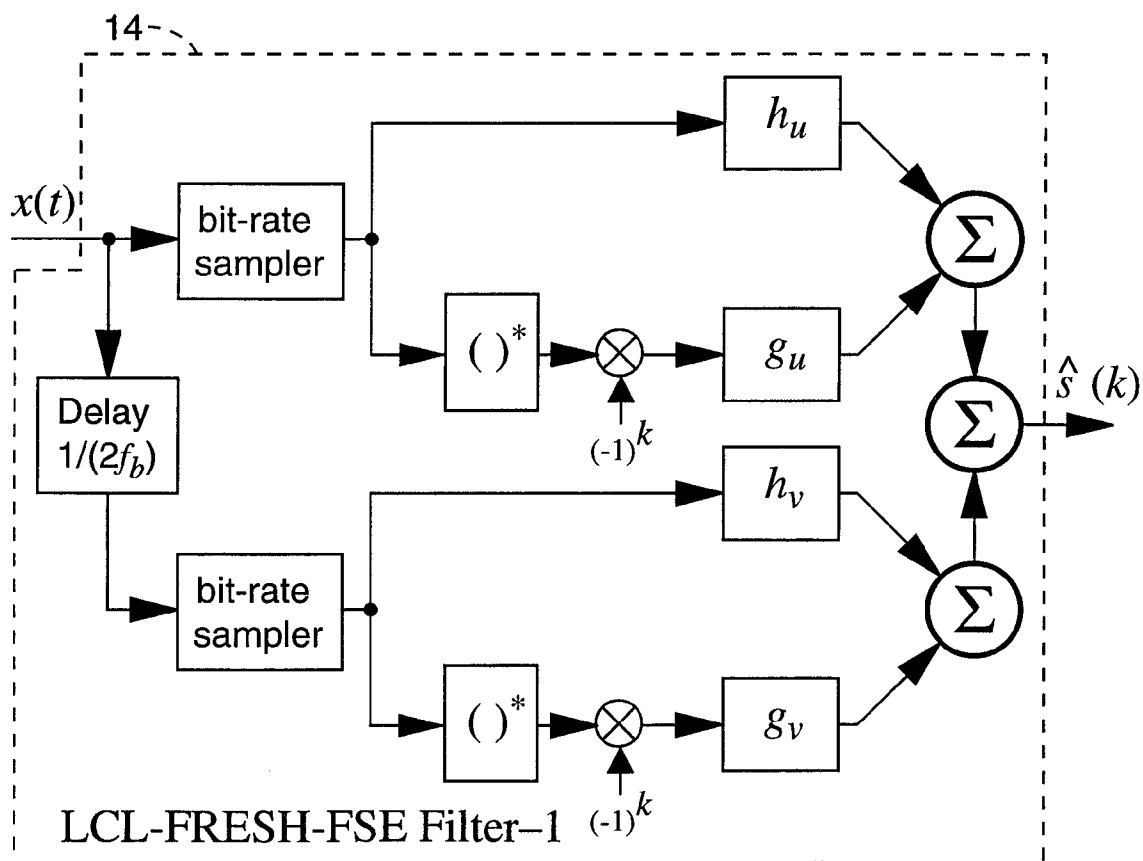 14
x(t)
bit-rate
sampler
h_u
Σ
( )*
g_u
(-1)^k
Delay
1/(2f_b)
Σ
ŝ (k)
h_v
bit-rate
sampler
Σ
( )*
g_v
(-1)^k
LCL-FRESH-FSE Filter–1